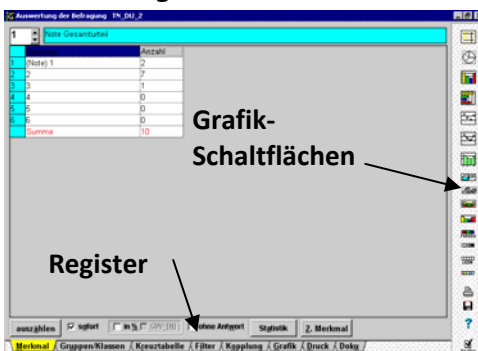 Auswertung der Befragung TN_DU_2
1 Note Gesamturteil
Anzahl
1 (Note) 1 2
2 2 7
3 3 1
4 4 0
5 5 0
6 6 0
Summe 10
Grafik-
Schaltflächen
Register
auszählen sofort in % ohne Antwort Statistik 2. Merkmal
Merkmal Gruppen/Klassen Kreuztabelle Filter Kopplung Grafik Druck Doku